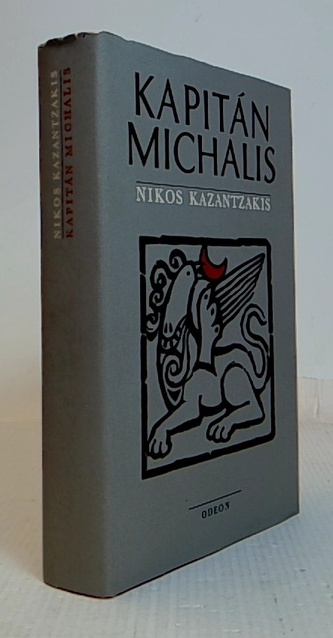 KAPITÁN
MICHALIS
NIKOS KAZANTZAKIS
ODEON
NIKOS KAZANTZAKIS
KAPITÁN MICHALIS